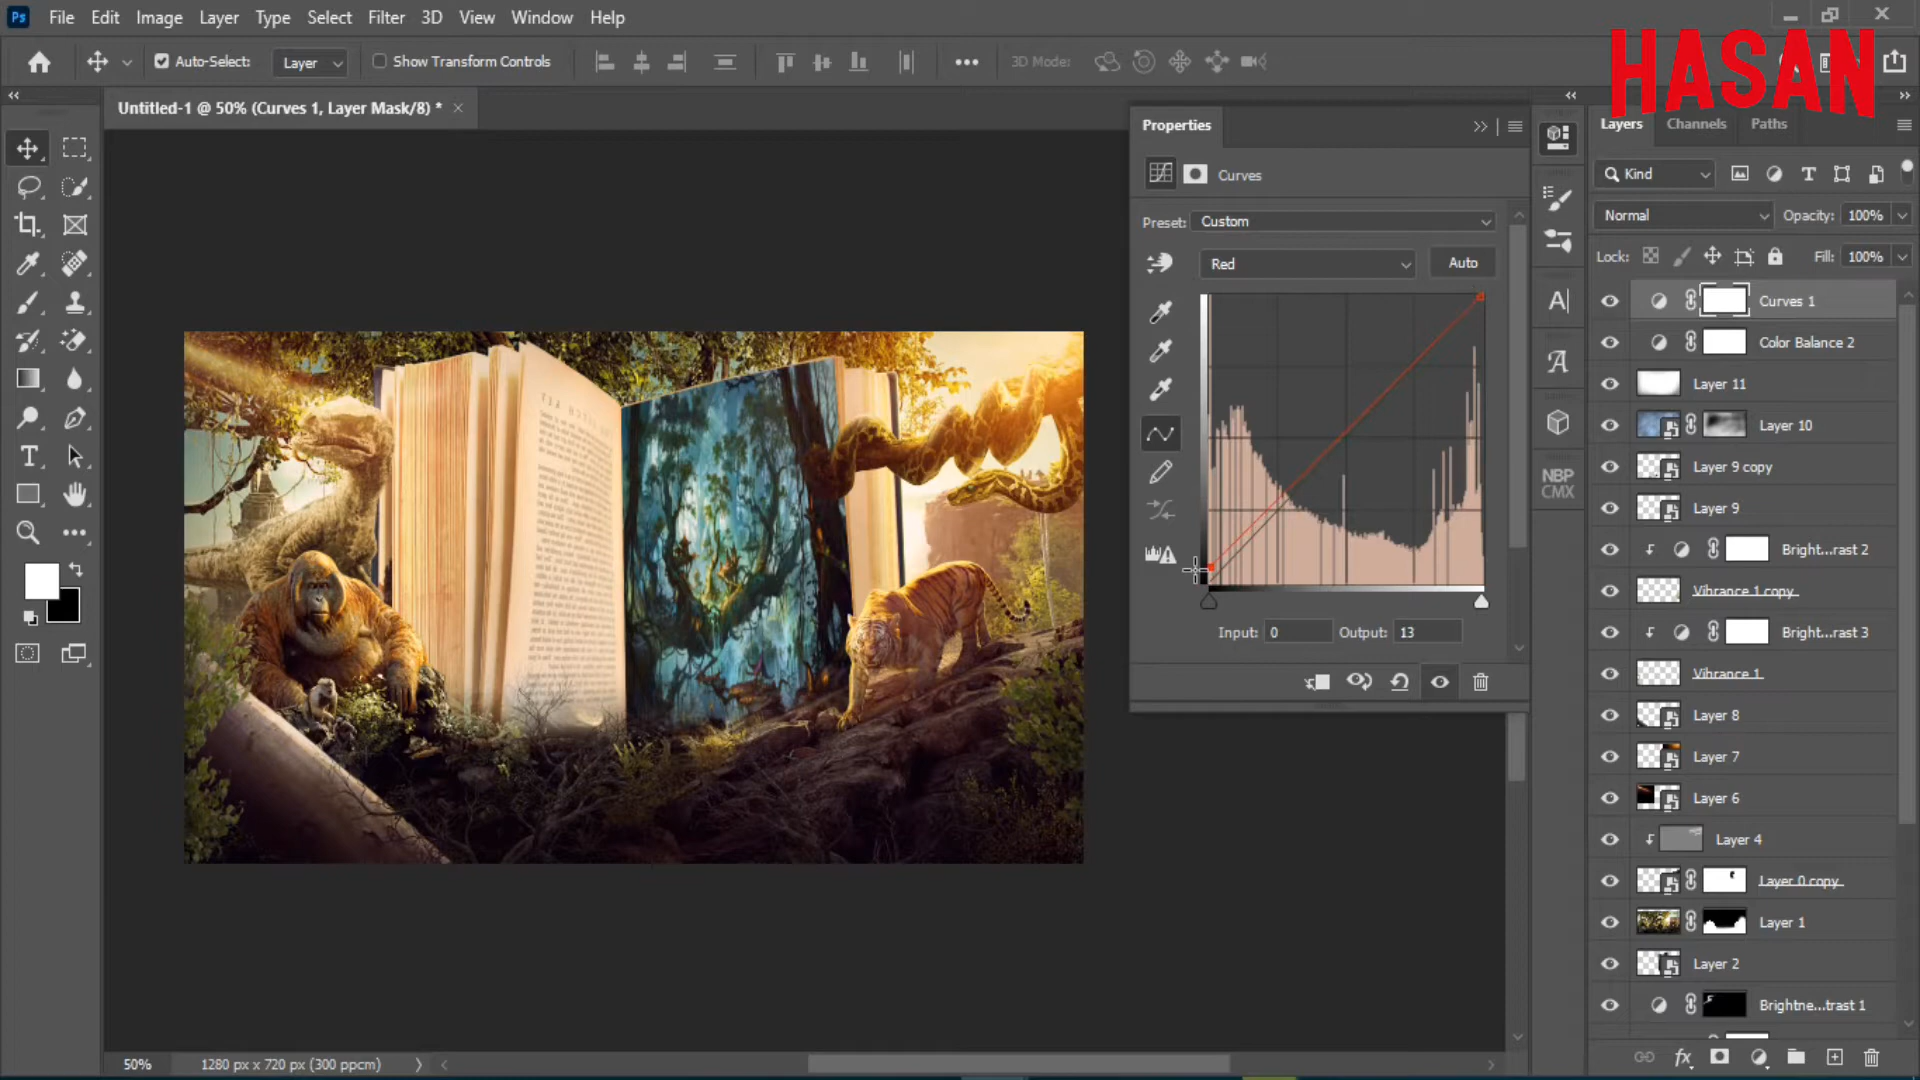 Ps File Edit Image Layer Type Select Filter 3D View Window Help
Auto-Select: Layer Show Transform Controls 3D Mode:
HASAN
Untitled-1 @ 50% (Curves 1, Layer Mask/8) *
Properties
Curves
Preset: Custom
Red Auto
Input: 0 Output: 13
NBP
CMX
Layers Channels Paths
Kind
Normal Opacity: 100%
Lock: Fill: 100%
Curves 1
Color Balance 2
Layer 11
Layer 10
Layer 9 copy
Layer 9
Bright...rast 2
Vibrance 1 copy
Bright...rast 3
Vibrance 1
Layer 8
Layer 7
Layer 6
Layer 4
Layer 0 copy
Layer 1
Layer 2
Brightne...trast 1
50% 1280 px x 720 px (300 ppcm)